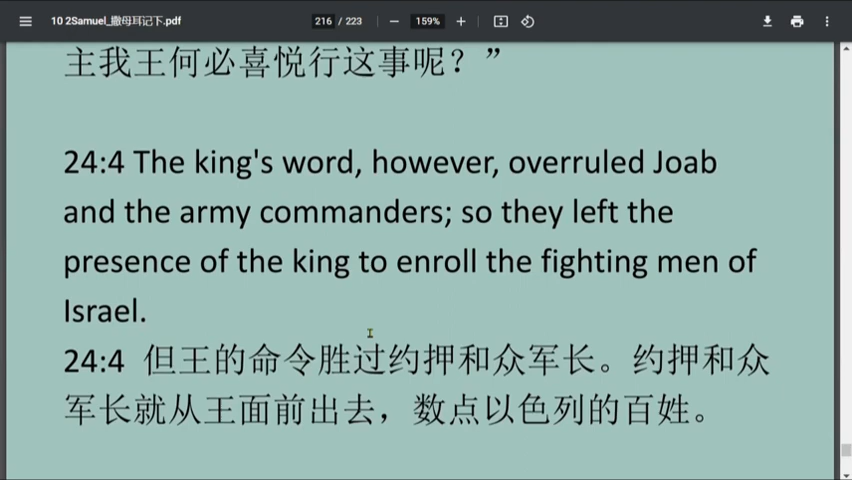 10 2Samuel_撒母耳记下.pdf
216 / 223
159%
主我王何必喜悦行这事呢？”
24:4 The king's word, however, overruled Joab
and the army commanders; so they left the
presence of the king to enroll the fighting men of
Israel.
24:4 但王的命令胜过约押和众军长。约押和众
军长就从王面前出去，数点以色列的百姓。